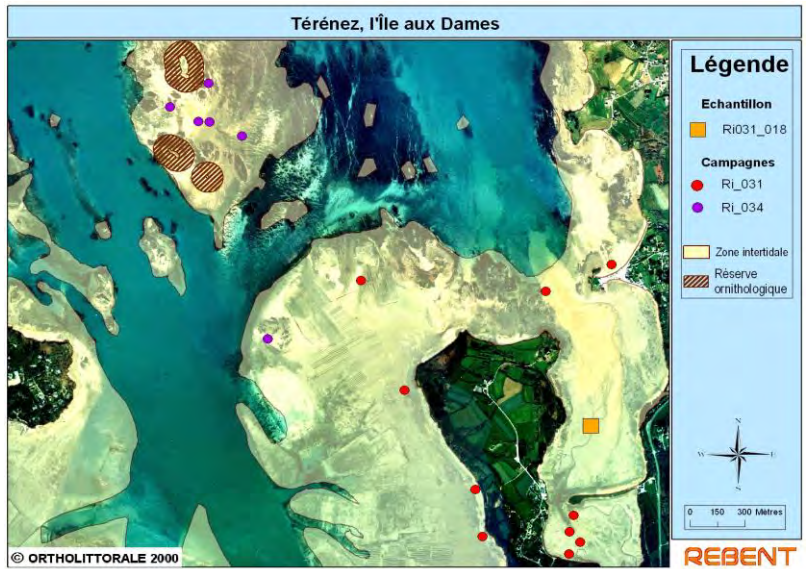 Térénez, l'Île aux Dames
Légende
Echantillon
Ri031_018
Campagnes
Ri_031
Ri_034
Zone intertidale
Réserve
ornithologique
N
W E
S
0 150 300 Mètres
© ORTHOLITTORALE 2000
REBENT